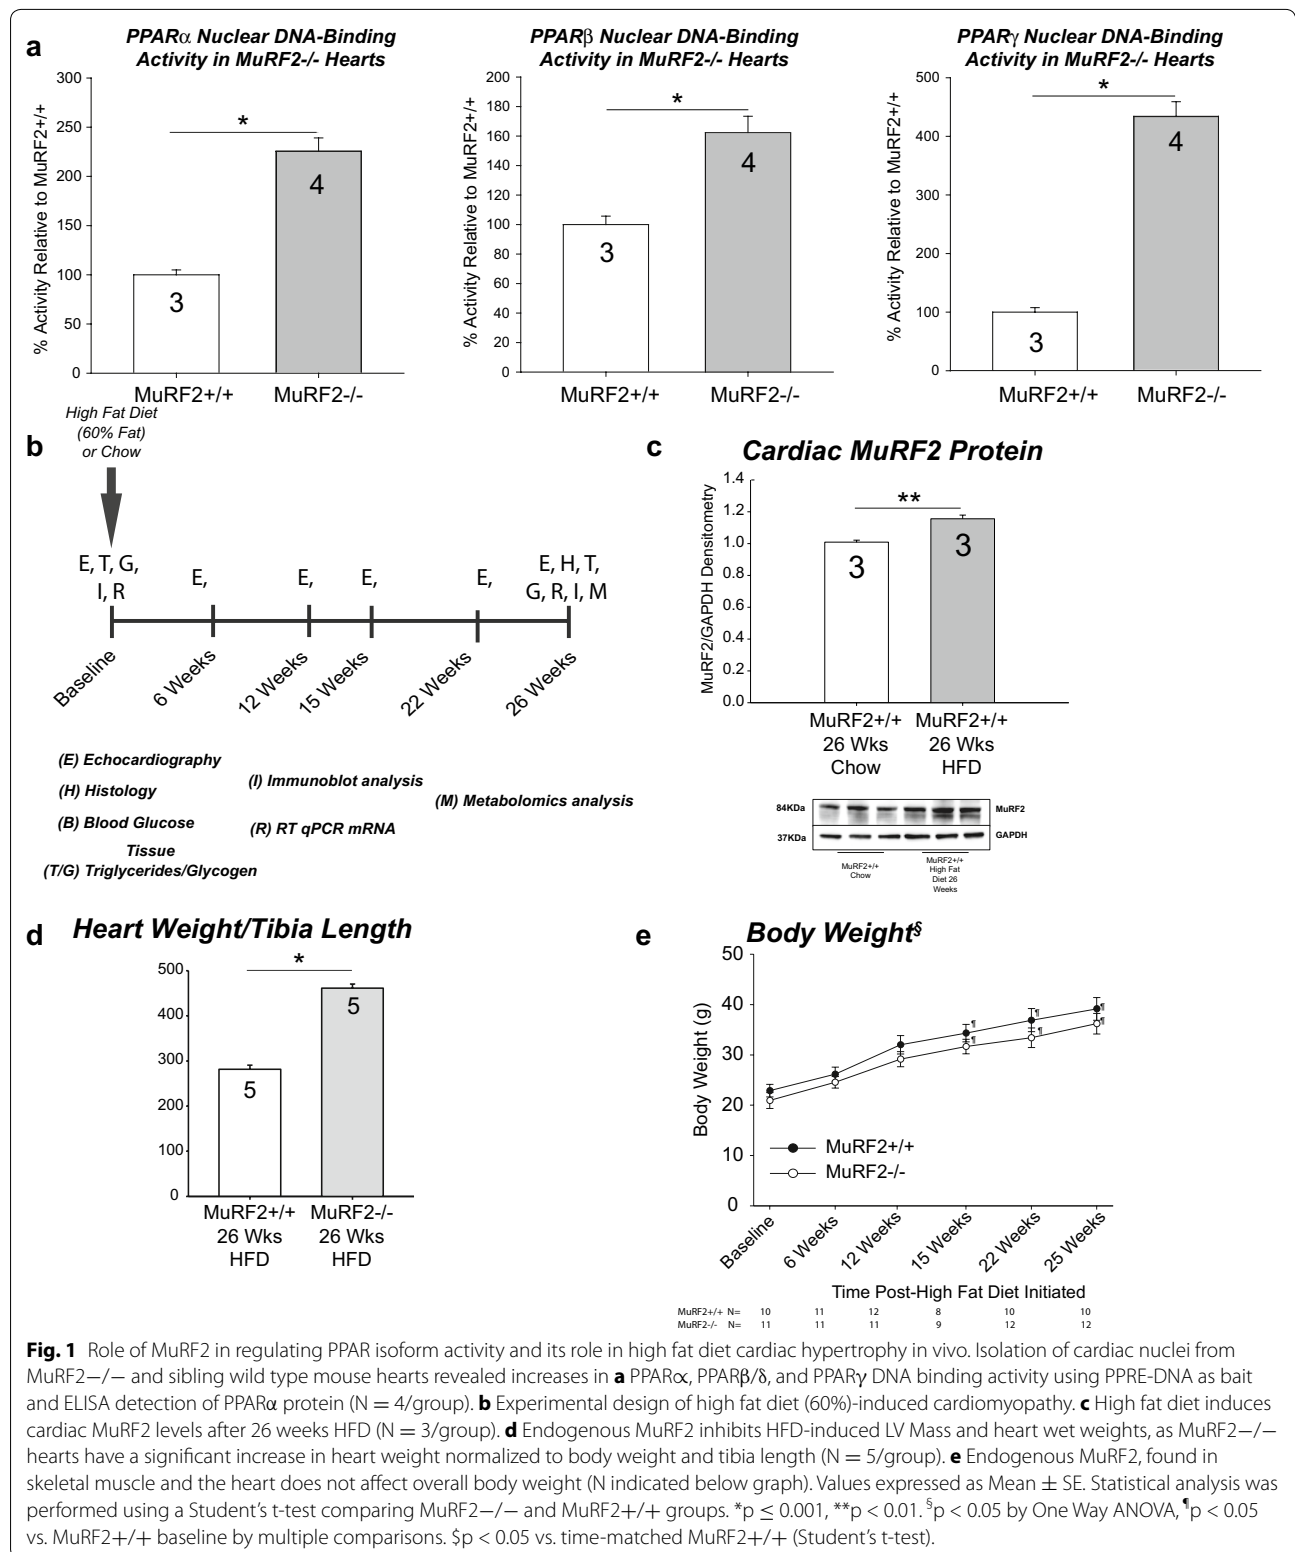 a
PPARα Nuclear DNA-Binding
Activity in MuRF2-/- Hearts
% Activity Relative to MuRF2+/+
300
250
200
150
100
50
0
*
3
4
MuRF2+/+ MuRF2-/-
PPARβ Nuclear DNA-Binding
Activity in MuRF2-/- Hearts
% Activity Relative to MuRF2+/+
200
180
160
140
120
100
80
60
40
20
0
*
3
4
MuRF2+/+ MuRF2-/-
PPARγ Nuclear DNA-Binding
Activity in MuRF2-/- Hearts
% Activity Relative to MuRF2+/+
500
400
300
200
100
0
*
3
4
MuRF2+/+ MuRF2-/-
b
High Fat Diet
(60% Fat)
or Chow
E, T, G,
I, R
E,
E,
E,
E,
E, H, T,
G, R, I, M
Baseline
6 Weeks
12 Weeks
15 Weeks
22 Weeks
26 Weeks
(E) Echocardiography
(H) Histology
(B) Blood Glucose
Tissue
(T/G) Triglycerides/Glycogen
(I) Immunoblot analysis
(R) RT qPCR mRNA
(M) Metabolomics analysis
c
Cardiac MuRF2 Protein
MuRF2/GAPDH Densitometry
1.4
1.2
1.0
0.8
0.6
0.4
0.2
0.0
**
3
3
MuRF2+/+
26 Wks
Chow
MuRF2+/+
26 Wks
HFD
84KDa
MuRF2
37KDa
GAPDH
MuRF2+/+
Chow
MuRF2+/+
High Fat
Diet 26
Weeks
d
Heart Weight/Tibia Length
500
400
300
200
100
0
*
5
5
MuRF2+/+
26 Wks
HFD
MuRF2-/-
26 Wks
HFD
e
Body Weight§
Body Weight (g)
50
40
30
20
10
0
¶
¶
¶
¶
¶
¶
MuRF2+/+
MuRF2-/-
Baseline
6 Weeks
12 Weeks
15 Weeks
22 Weeks
25 Weeks
Time Post-High Fat Diet Initiated
MuRF2+/+ N= 10 11 12 8 10 10
MuRF2-/- N= 11 11 11 9 12 12
Fig. 1 Role of MuRF2 in regulating PPAR isoform activity and its role in high fat diet cardiac hypertrophy in vivo. Isolation of cardiac nuclei from
MuRF2−/− and sibling wild type mouse hearts revealed increases in a PPARα, PPARβ/δ, and PPARγ DNA binding activity using PPRE-DNA as bait
and ELISA detection of PPARα protein (N = 4/group). b Experimental design of high fat diet (60%)-induced cardiomyopathy. c High fat diet induces
cardiac MuRF2 levels after 26 weeks HFD (N = 3/group). d Endogenous MuRF2 inhibits HFD-induced LV Mass and heart wet weights, as MuRF2−/−
hearts have a significant increase in heart weight normalized to body weight and tibia length (N = 5/group). e Endogenous MuRF2, found in
skeletal muscle and the heart does not affect overall body weight (N indicated below graph). Values expressed as Mean ± SE. Statistical analysis was
performed using a Student's t-test comparing MuRF2−/− and MuRF2+/+ groups. *p ≤ 0.001, **p < 0.01. §p < 0.05 by One Way ANOVA, ¶p < 0.05
vs. MuRF2+/+ baseline by multiple comparisons. $p < 0.05 vs. time-matched MuRF2+/+ (Student's t-test).